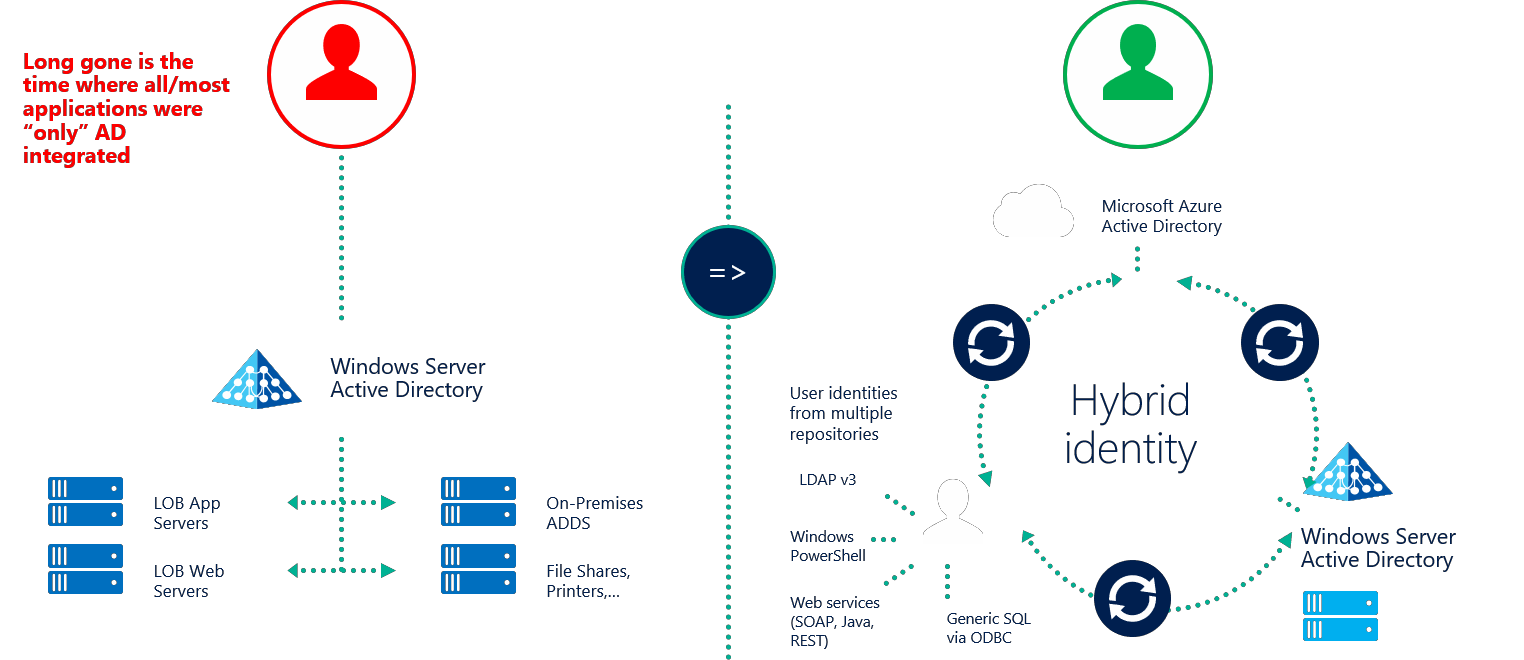 Long gone is the
time where all/most
applications were
“only” AD
integrated
Windows Server
Active Directory
LOB App
Servers
On-Premises
ADDS
LOB Web
Servers
File Shares,
Printers,...
=>
Microsoft Azure
Active Directory
Hybrid
identity
User identities
from multiple
repositories
LDAP v3
Windows
PowerShell
Web services
(SOAP, Java,
REST)
Generic SQL
via ODBC
Windows Server
Active Directory